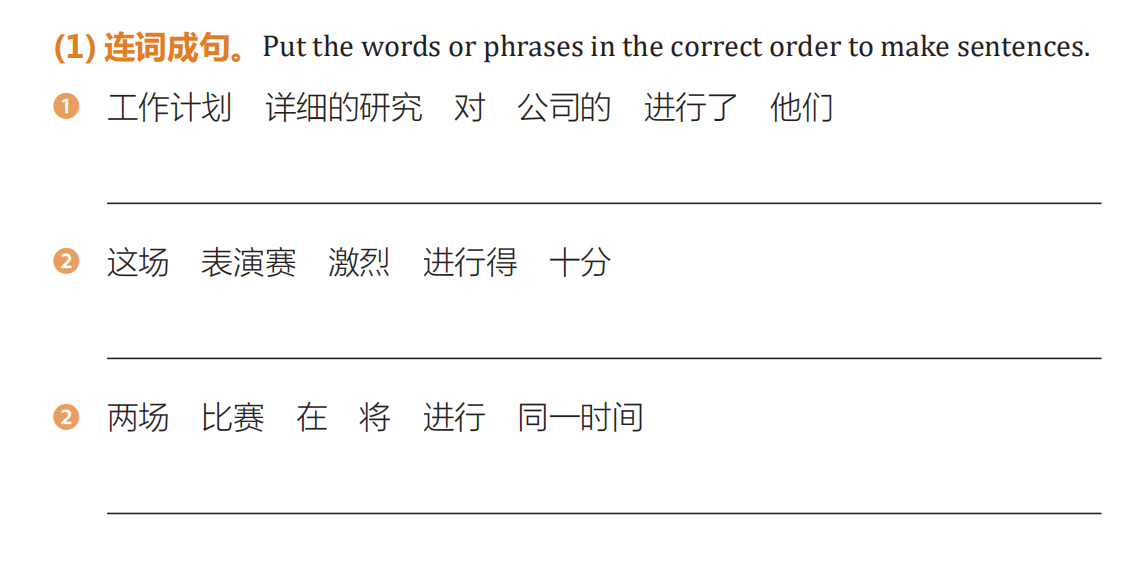 (1) 连词成句。 Put the words or phrases in the correct order to make sentences.
❶ 工作计划 详细的研究 对 公司的 进行了 他们
❷ 这场 表演赛 激烈 进行得 十分
❷ 两场 比赛 在 将 进行 同一时间